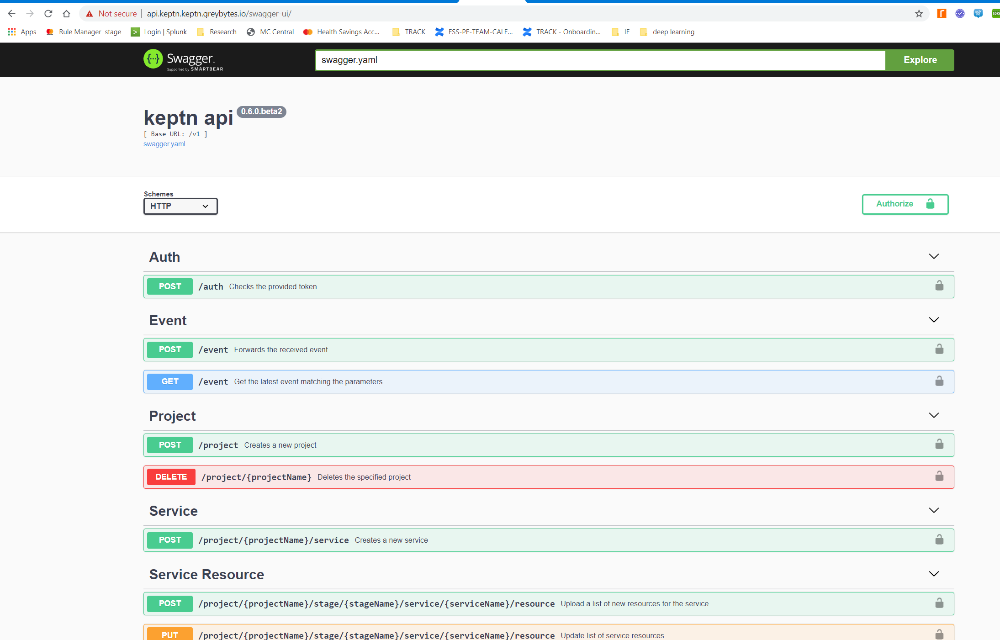 Not secure | api.keptn.keptn.greybytes.io/swagger-ui/
Apps Rule Manager stage Login | Splunk Research MC Central Health Savings Acc... TRACK ESS-PE-TEAM-CALE... TRACK - Onboardin... IE deep learning
{···} Swagger. swagger.yaml Explore
Supported by SMARTBEAR
keptn api 0.6.0.beta2
[ Base URL: /v1 ]
swagger.yaml
Schemes
HTTP Authorize
Auth
POST /auth Checks the provided token
Event
POST /event Forwards the received event
GET /event Get the latest event matching the parameters
Project
POST /project Creates a new project
DELETE /project/{projectName} Deletes the specified project
Service
POST /project/{projectName}/service Creates a new service
Service Resource
POST /project/{projectName}/stage/{stageName}/service/{serviceName}/resource Upload a list of new resources for the service
PUT /project/{projectName}/stage/{stageName}/service/{serviceName}/resource Update list of service resources